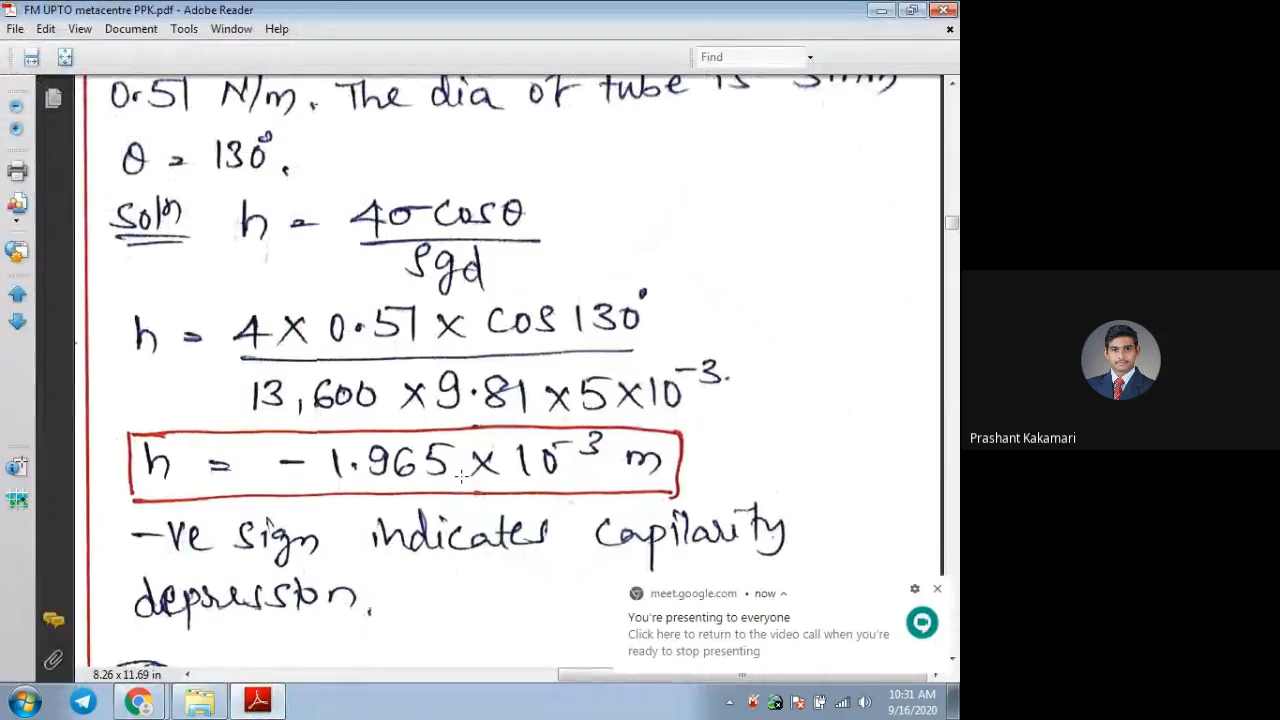 FM UPTO metacentre PPK.pdf - Adobe Reader
File Edit View Document Tools Window Help
Find
0.51 N/m. The dia of tube is 5mm
θ = 130°.
Soln h = 4σcosθ
ρgd
h = 4 × 0.51 × cos 130°
13,600 × 9.81 × 5 × 10⁻³.
h = - 1.965 × 10⁻³ m
-ve sign indicates capilarity
depression.
meet.google.com • now
You're presenting to everyone
Click here to return to the video call when you're
ready to stop presenting
8.26 x 11.69 in
10:31 AM
9/16/2020
Prashant Kakamari